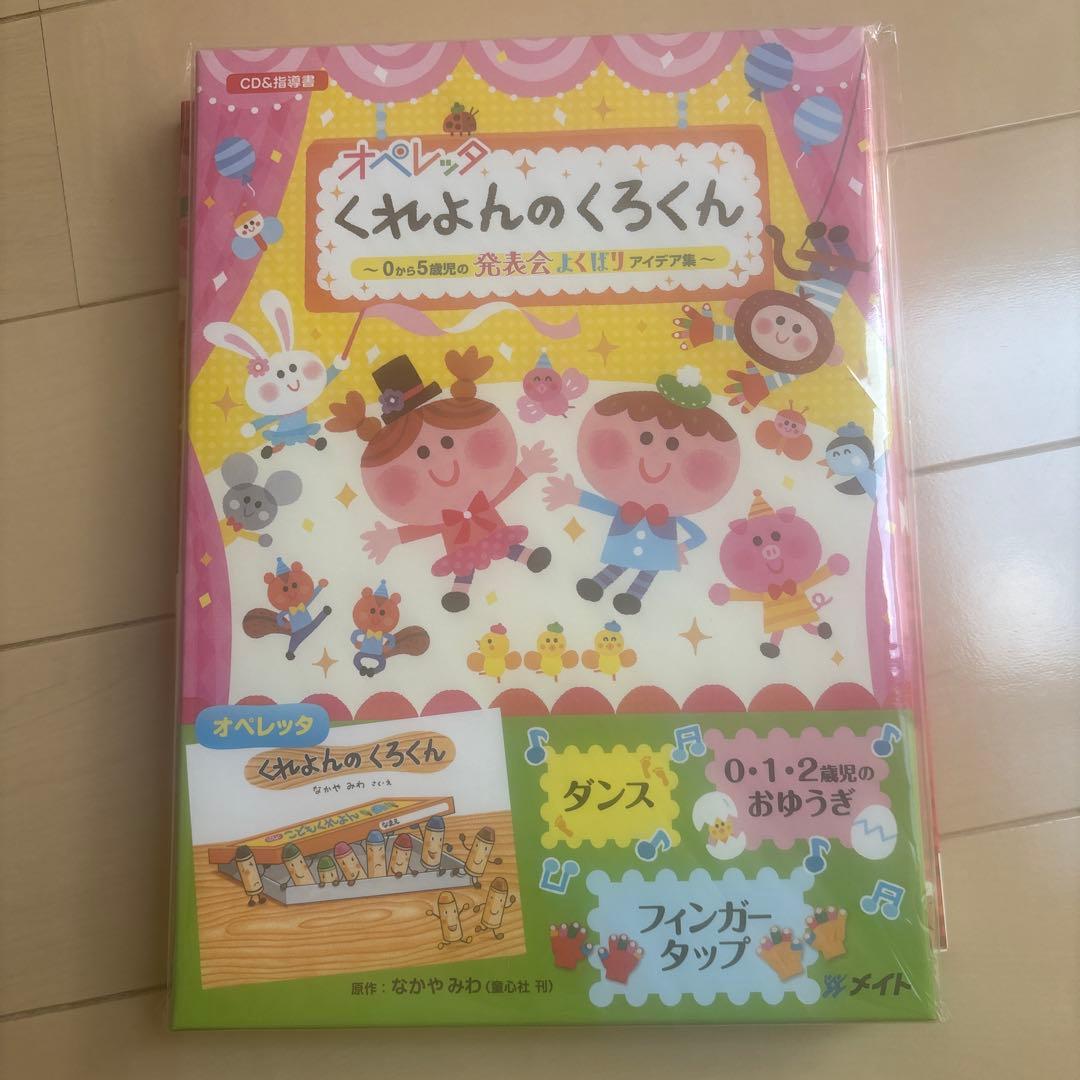 CD&指導書
オペレッタ
くれよんのくろくん
～0から5歳児の発表会よくばりアイデア集～
オペレッタ
くれよんのくろくん
なかや みわ さく・え
こどもくれよん
なまえ
ダンス
0・1・2歳児の
おゆうぎ
フィンガー
タップ
原作：なかや みわ（童心社 刊）
メイト